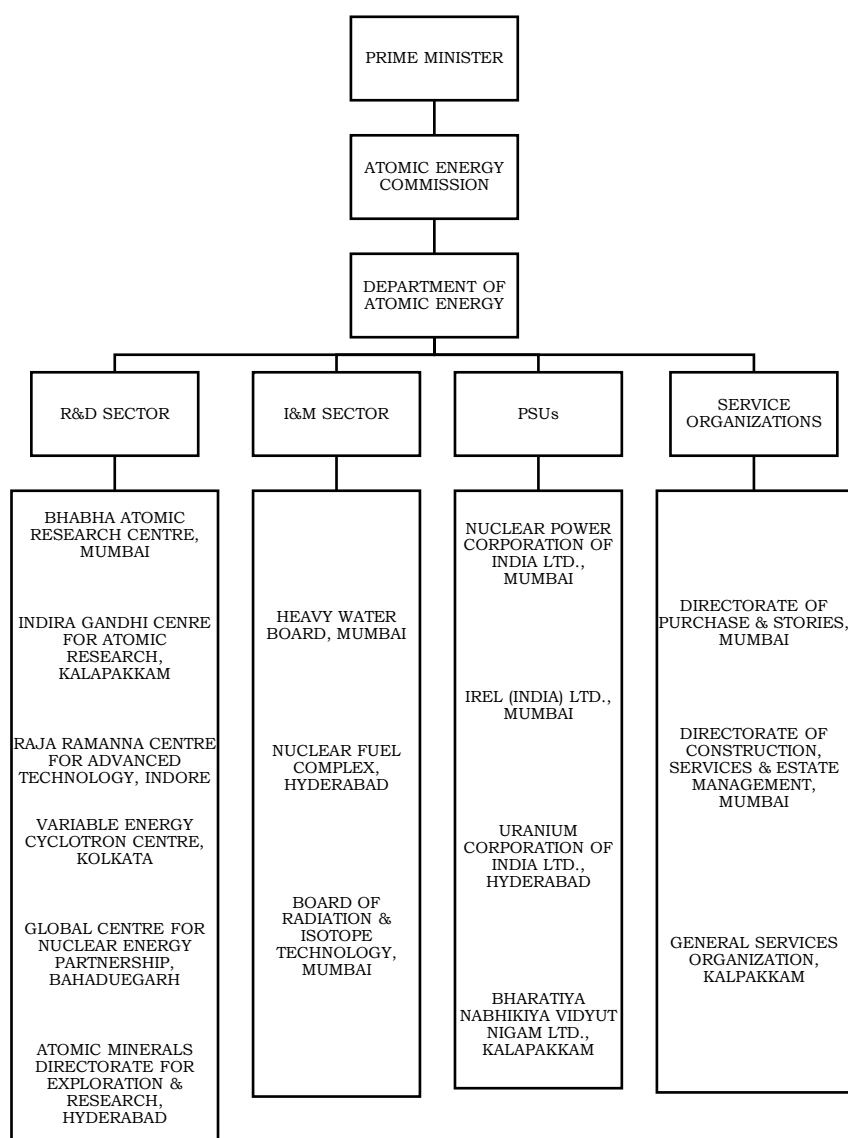 PRIME MINISTER
ATOMIC ENERGY
COMMISSION
DEPARTMENT OF
ATOMIC ENERGY
R&D SECTOR
I&M SECTOR
PSUs
SERVICE
ORGANIZATIONS
BHABHA ATOMIC
RESEARCH CENTRE,
MUMBAI
INDIRA GANDHI CENRE
FOR ATOMIC
RESEARCH,
KALAPAKKAM
RAJA RAMANNA CENTRE
FOR ADVANCED
TECHNOLOGY, INDORE
VARIABLE ENERGY
CYCLOTRON CENTRE,
KOLKATA
GLOBAL CENTRE FOR
NUCLEAR ENERGY
PARTNERSHIP,
BAHADUEGARH
ATOMIC MINERALS
DIRECTORATE FOR
EXPLORATION &
RESEARCH,
HYDERABAD
HEAVY WATER
BOARD, MUMBAI
NUCLEAR FUEL
COMPLEX,
HYDERABAD
BOARD OF
RADIATION &
ISOTOPE
TECHNOLOGY,
MUMBAI
NUCLEAR POWER
CORPORATION OF
INDIA LTD.,
MUMBAI
IREL (INDIA) LTD.,
MUMBAI
URANIUM
CORPORATION OF
INDIA LTD.,
HYDERABAD
BHARATIYA
NABHIKIYA VIDYUT
NIGAM LTD.,
KALAPAKKAM
DIRECTORATE OF
PURCHASE & STORIES,
MUMBAI
DIRECTORATE OF
CONSTRUCTION,
SERVICES & ESTATE
MANAGEMENT,
MUMBAI
GENERAL SERVICES
ORGANIZATION,
KALPAKKAM